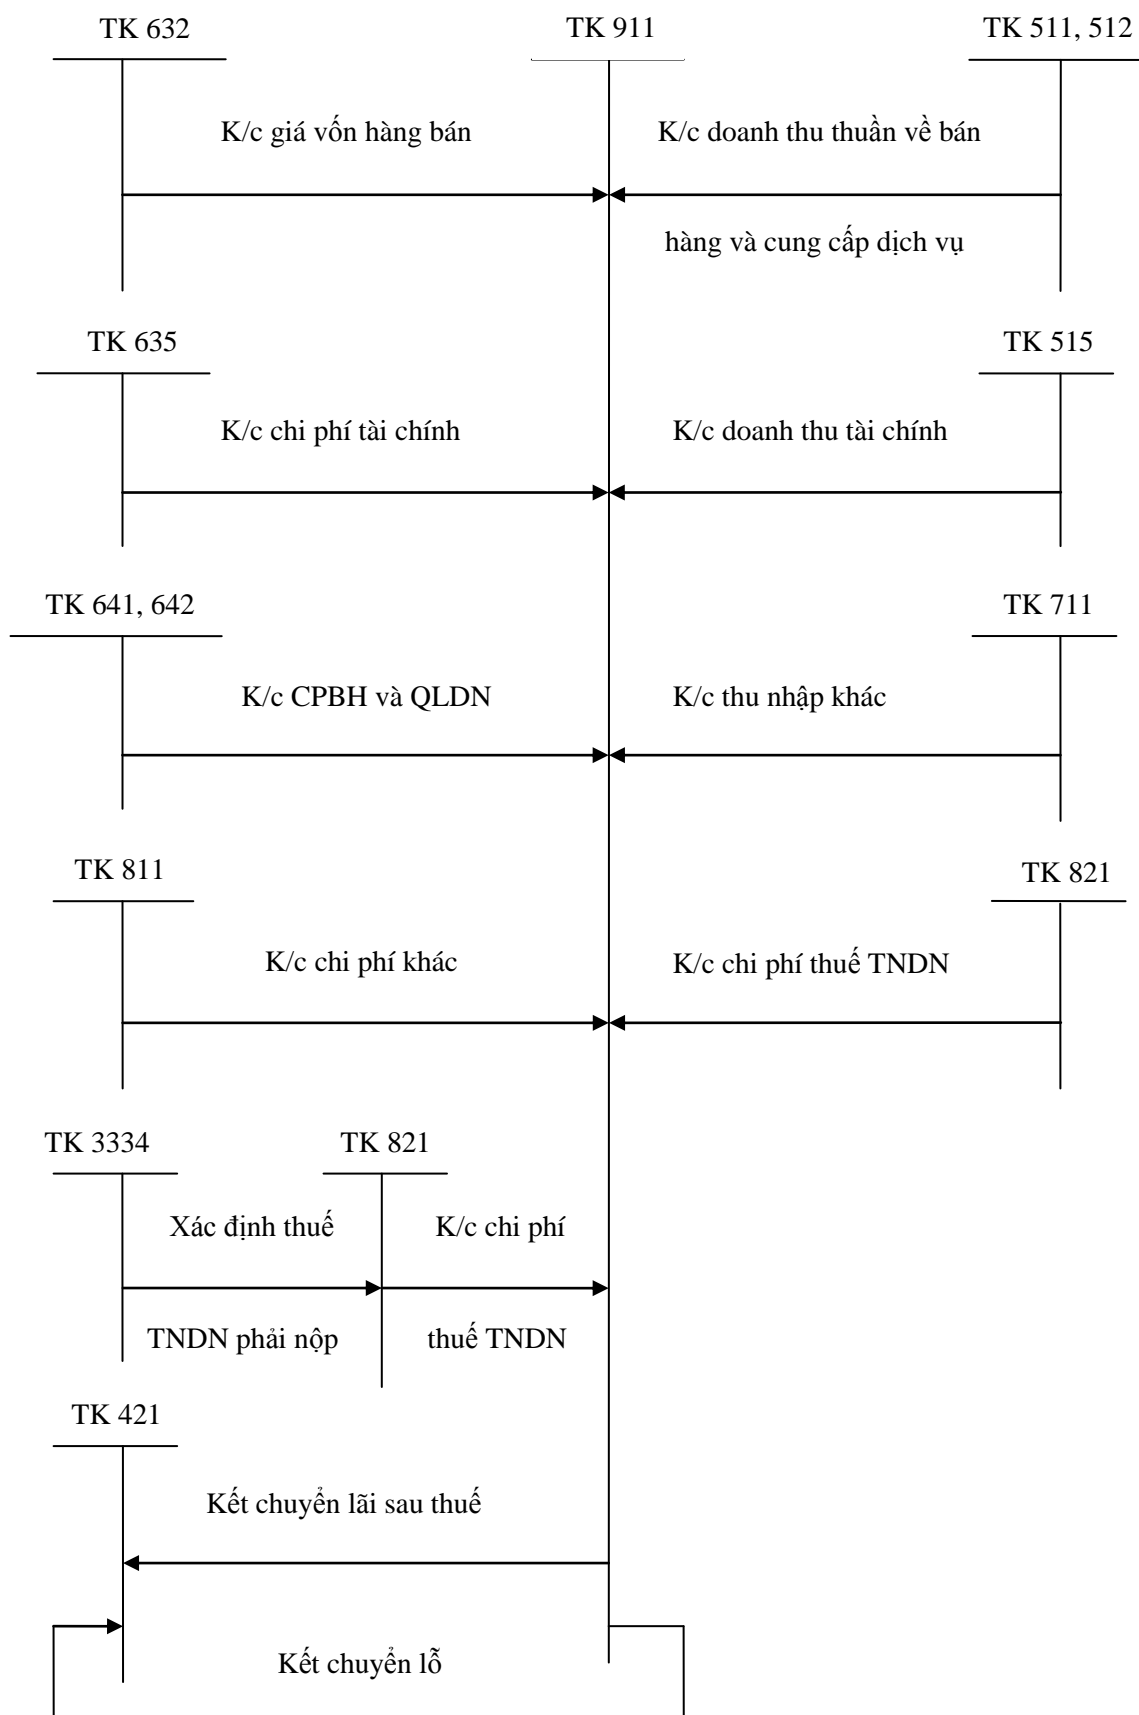 TK 632
TK 911
TK 511, 512
K/c giá vốn hàng bán
K/c doanh thu thuần về bán
hàng và cung cấp dịch vụ
TK 635
TK 515
K/c chi phí tài chính
K/c doanh thu tài chính
TK 641, 642
TK 711
K/c CPBH và QLDN
K/c thu nhập khác
TK 811
TK 821
K/c chi phí khác
K/c chi phí thuế TNDN
TK 3334
TK 821
Xác định thuế
K/c chi phí
TNDN phải nộp
thuế TNDN
TK 421
Kết chuyển lãi sau thuế
Kết chuyển lỗ